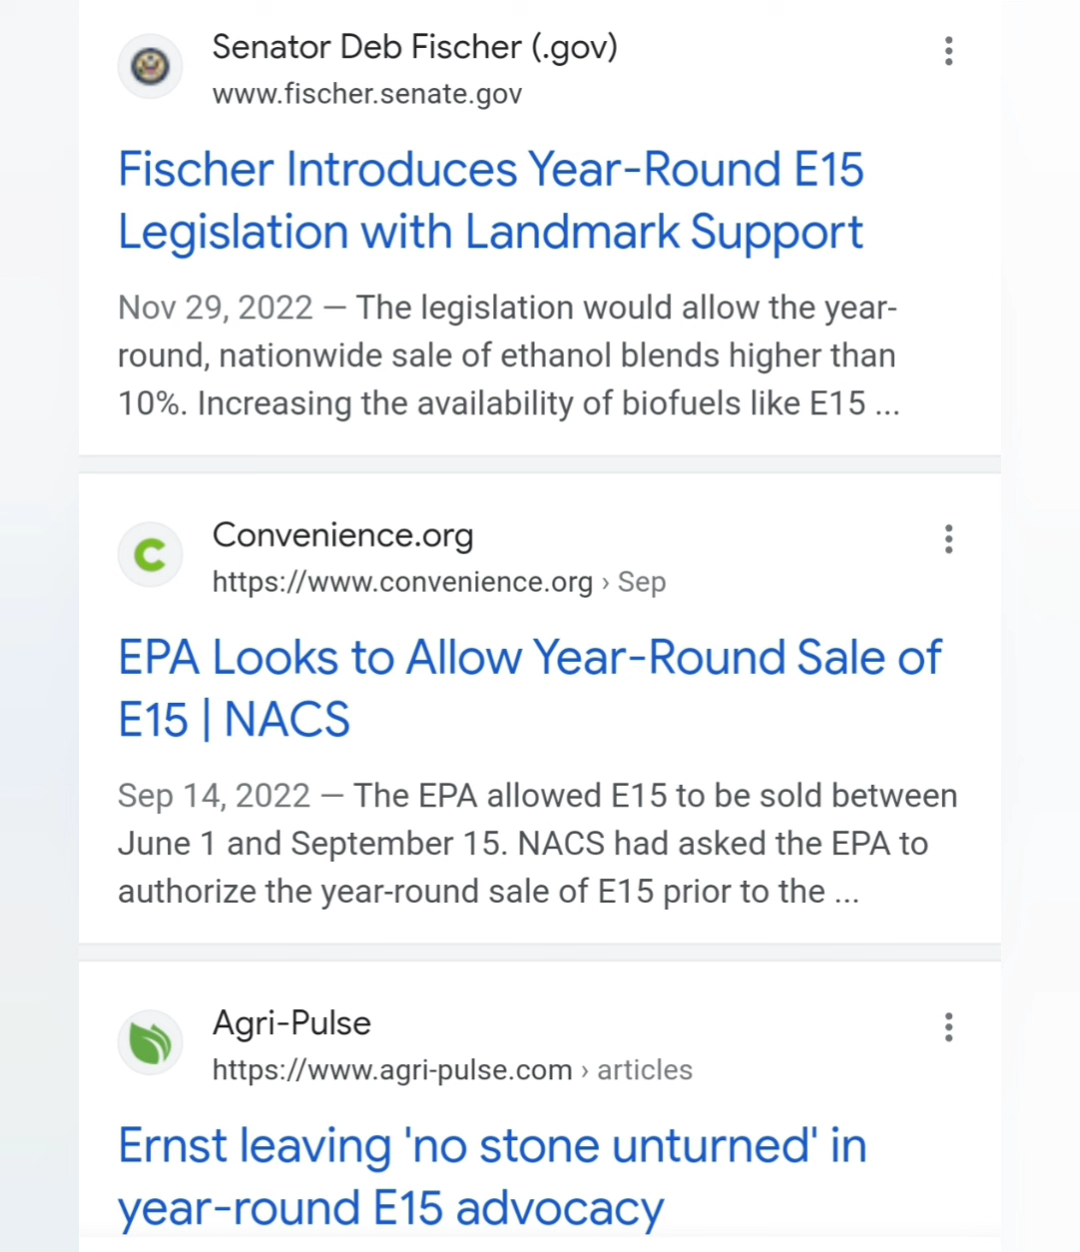 Senator Deb Fischer (.gov)
www.fischer.senate.gov
Fischer Introduces Year-Round E15
Legislation with Landmark Support
Nov 29, 2022 — The legislation would allow the year-
round, nationwide sale of ethanol blends higher than
10%. Increasing the availability of biofuels like E15 ...
Convenience.org
https://www.convenience.org › Sep
EPA Looks to Allow Year-Round Sale of
E15 | NACS
Sep 14, 2022 — The EPA allowed E15 to be sold between
June 1 and September 15. NACS had asked the EPA to
authorize the year-round sale of E15 prior to the ...
Agri-Pulse
https://www.agri-pulse.com › articles
Ernst leaving 'no stone unturned' in
year-round E15 advocacy